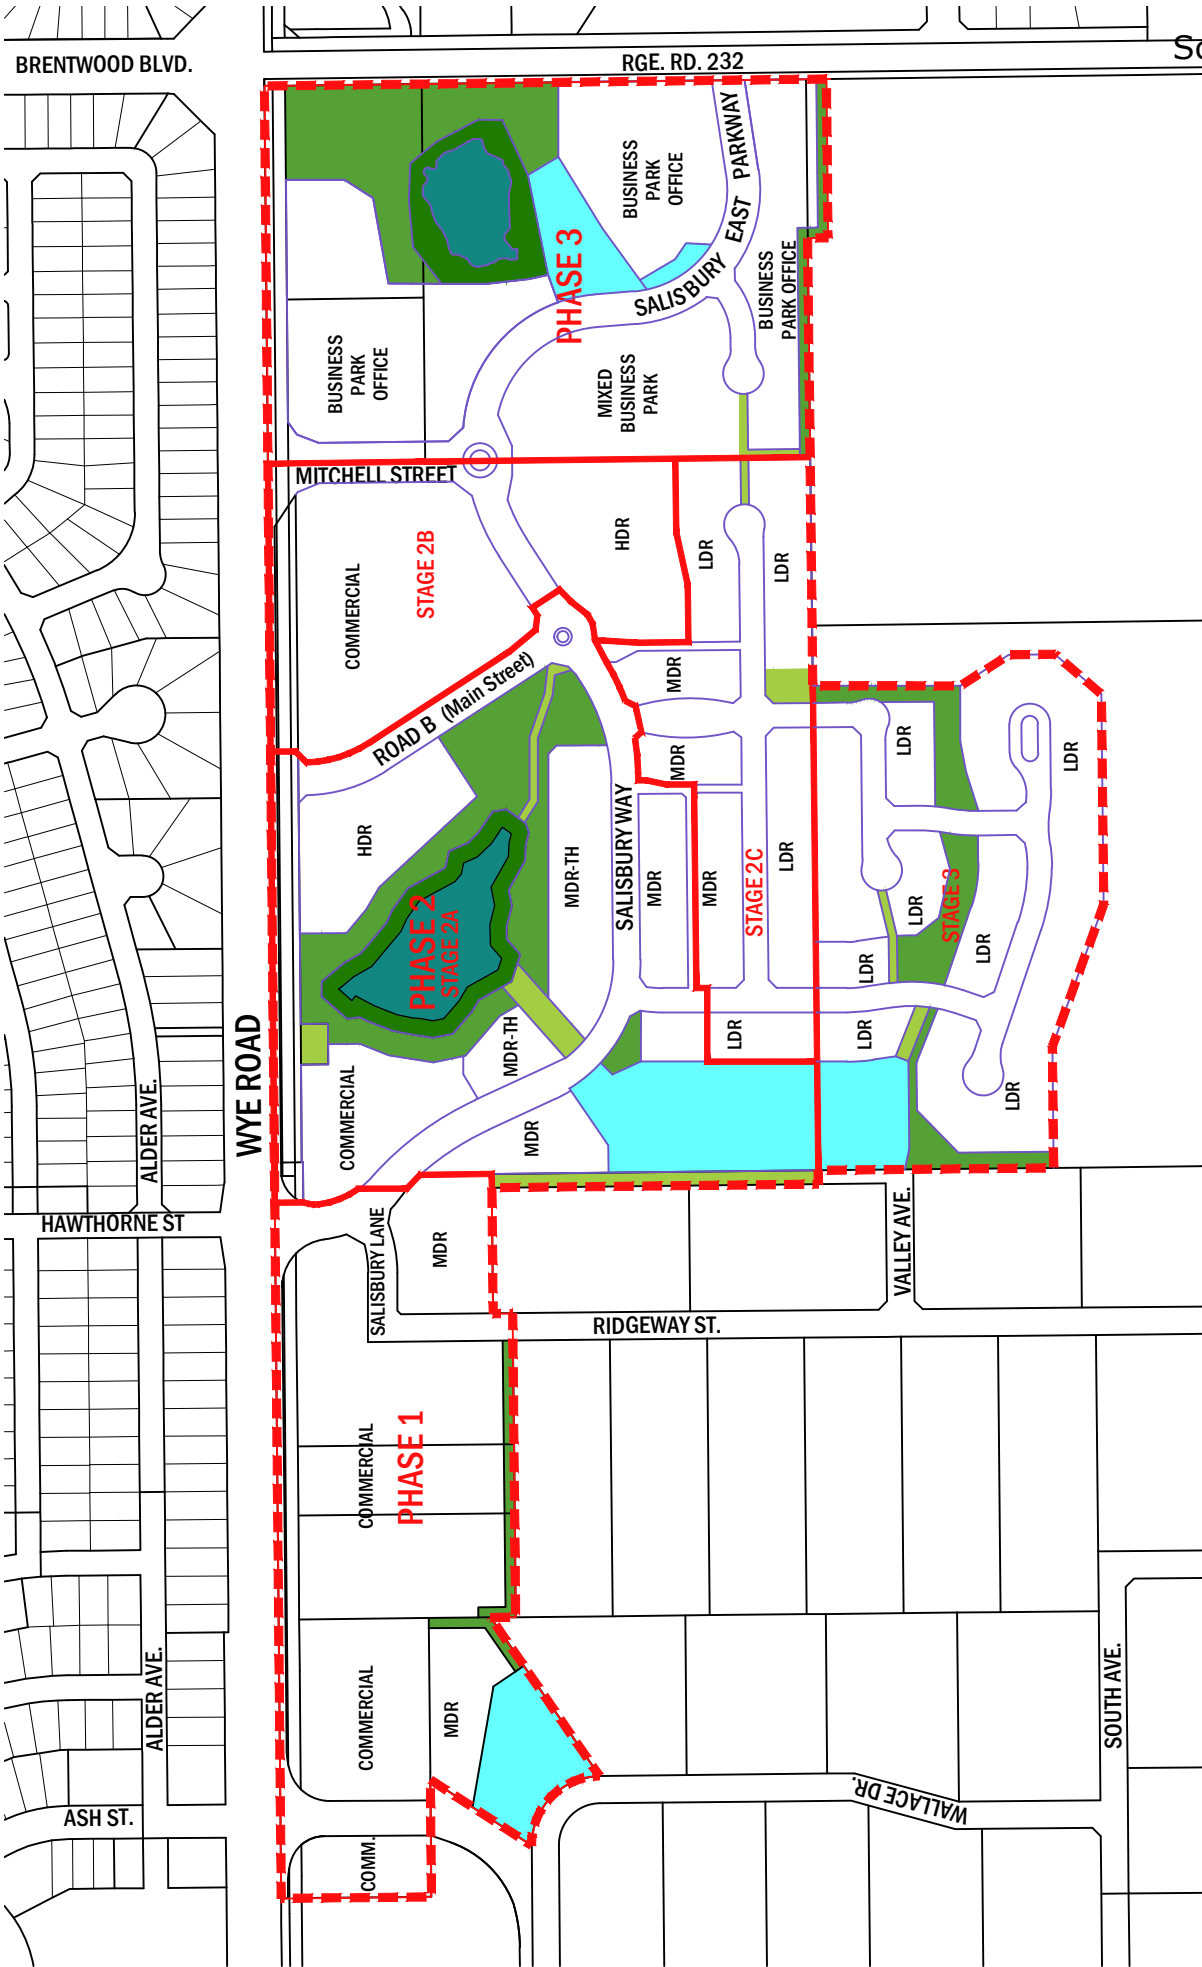 So
BRENTWOOD BLVD.
RGE. RD. 232
SALISBURY EAST PARKWAY
BUSINESS
PARK
OFFICE
PHASE 3
BUSINESS
PARK OFFICE
BUSINESS
PARK
OFFICE
MIXED
BUSINESS
PARK
MITCHELL STREET
STAGE 2B
COMMERCIAL
HDR
LDR
LDR
ROAD B (Main Street)
MDR
MDR
LDR
LDR
HDR
MDR-TH
SALISBURY WAY
MDR
MDR
STAGE 2C
LDR
PHASE 2
STAGE 2A
LDR
STAGE 3
LDR
LDR
WYE ROAD
MDR-TH
LDR
LDR
LDR
ALDER AVE.
COMMERCIAL
MDR
HAWTHORNE ST
SALISBURY LANE
MDR
VALLEY AVE.
RIDGEWAY ST.
COMMERCIAL
PHASE 1
ALDER AVE.
COMMERCIAL
MDR
SOUTH AVE.
ASH ST.
WALLACE DR.
COMM.